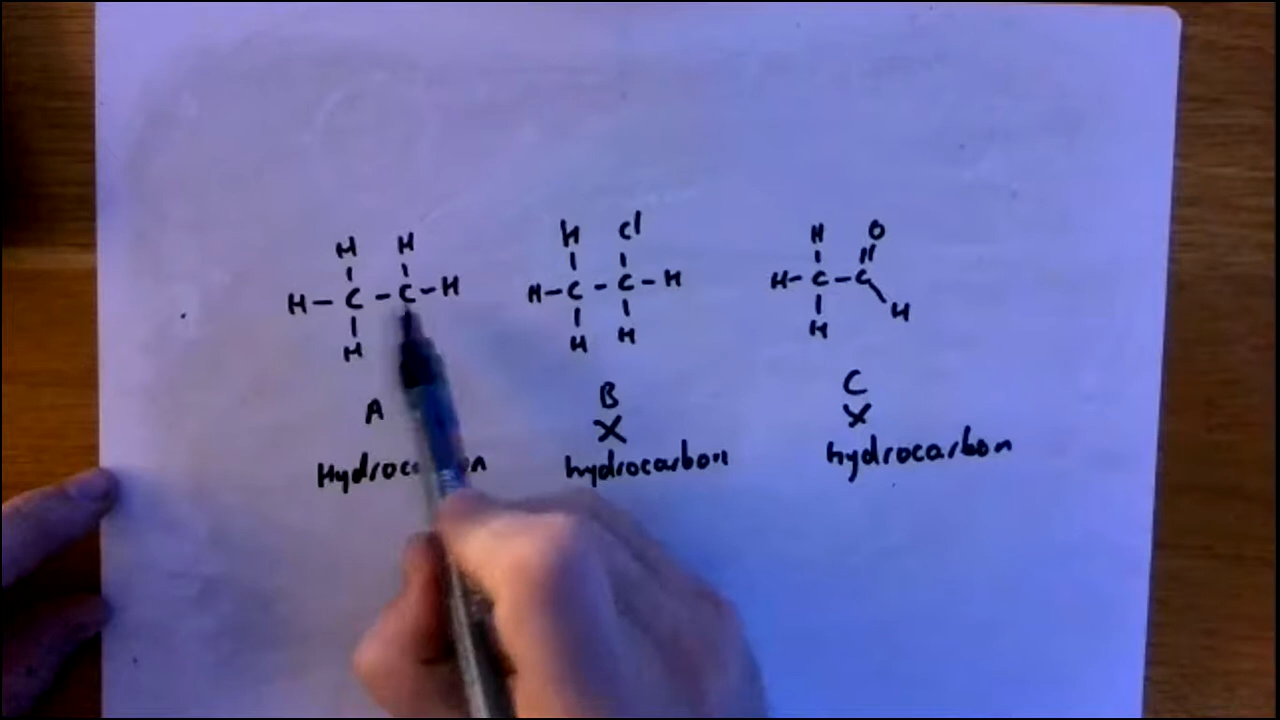 H H
H-C-C-H
H
A
H Cl
H-C-C-H
H H
B
X
hydrocarbon
H O
H-C-C
H H
C
X
hydrocarbon